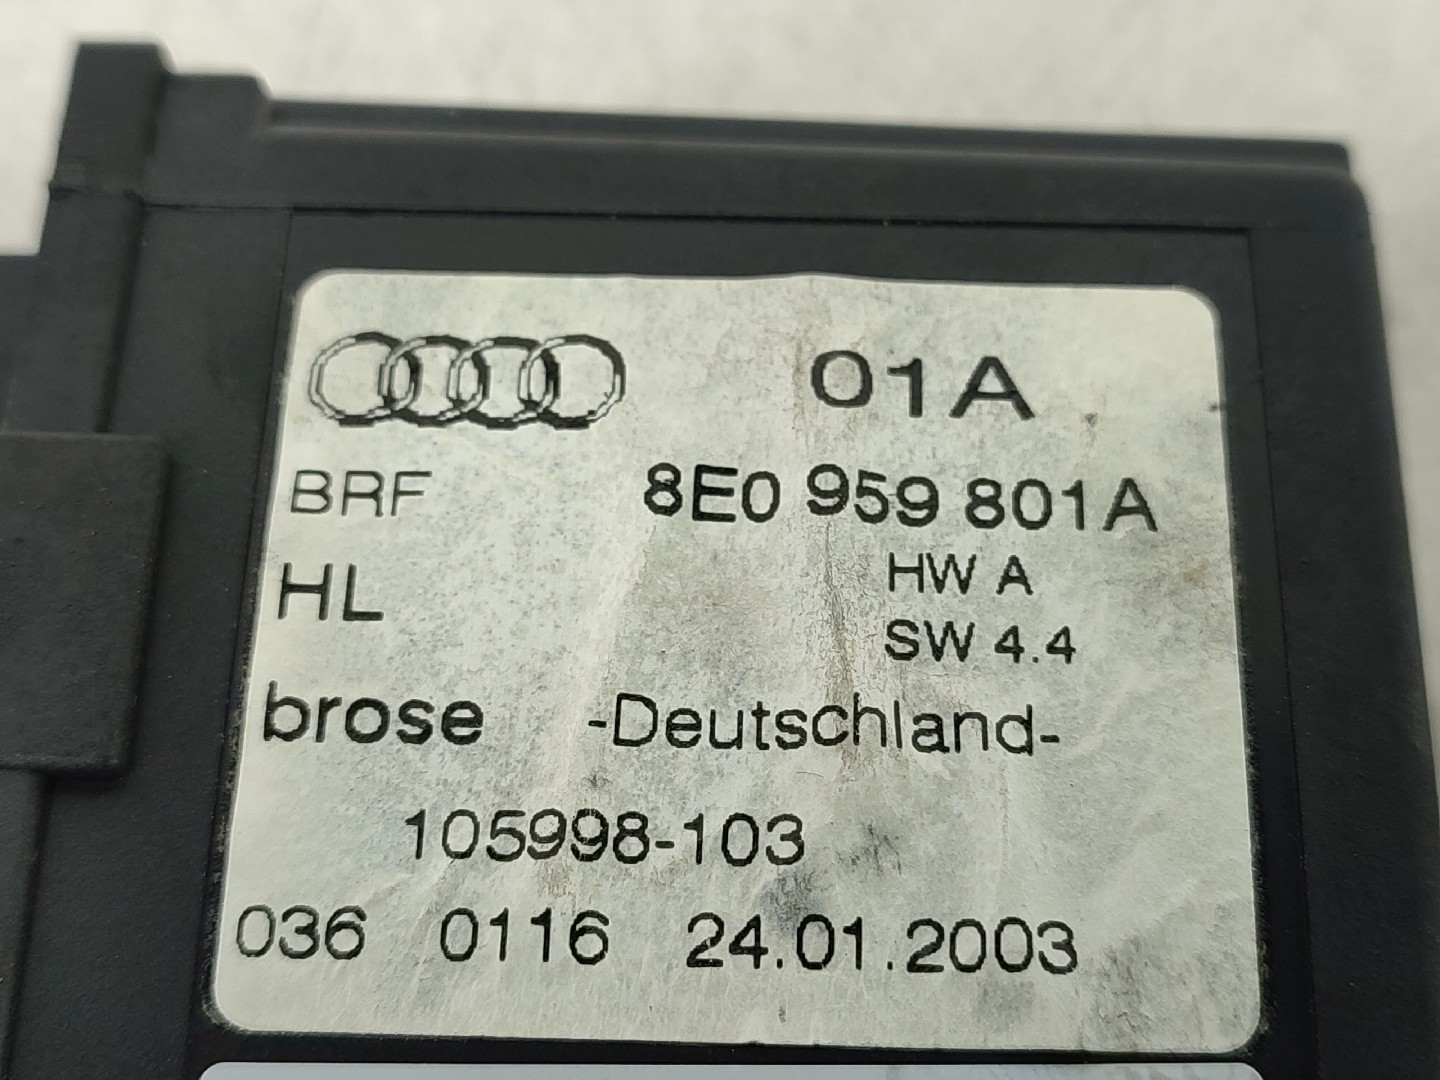 01A
BRF 8E0 959 801A
HL HW A
SW 4.4
brose -Deutschland-
105998-103
036 0116 24.01.2003